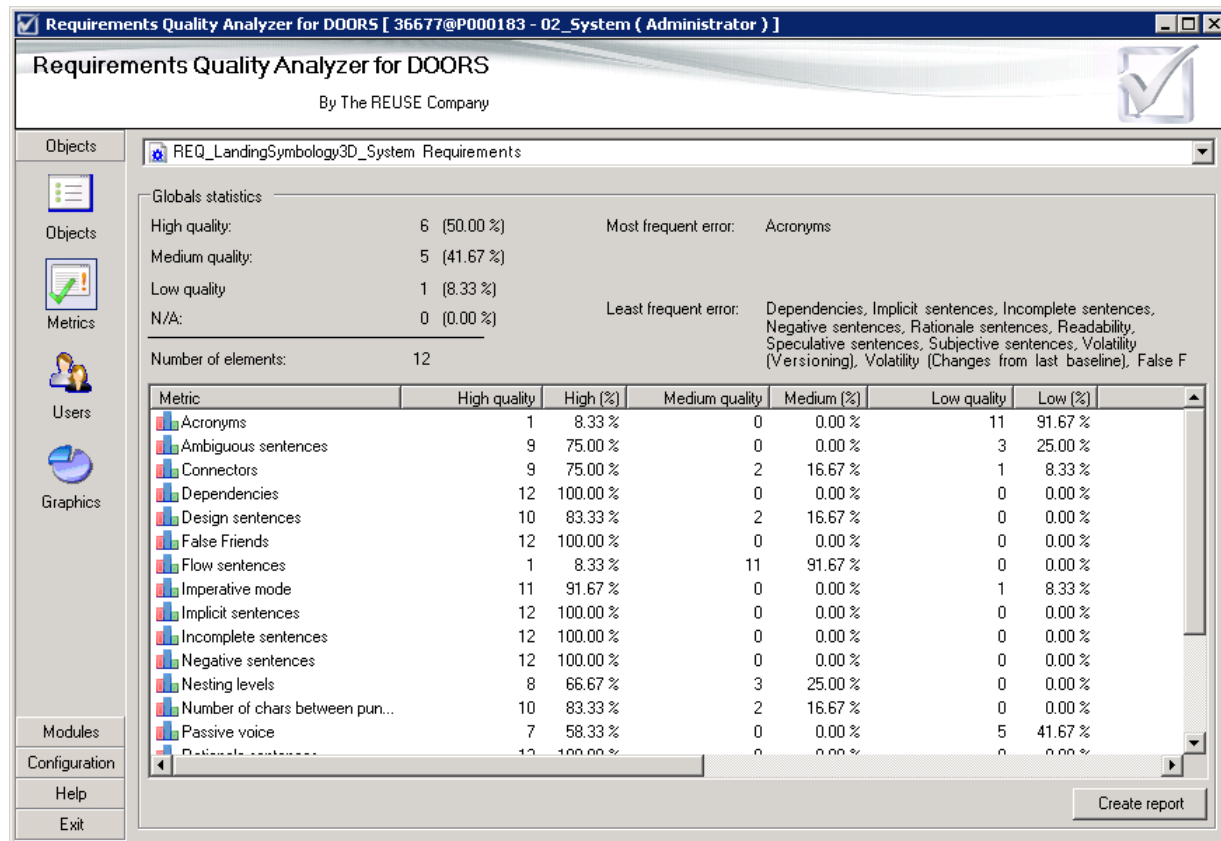 Requirements Quality Analyzer for DOORS [ 36677@P000183 - 02_System ( Administrator ) ]
Requirements Quality Analyzer for DOORS
By The REUSE Company
Objects
REQ_LandingSymbology3D_System Requirements
Objects
Metrics
Users
Graphics
Globals statistics
High quality: 6 (50.00 %) Most frequent error: Acronyms
Medium quality: 5 (41.67 %)
Low quality 1 (8.33 %)
N/A: 0 (0.00 %) Least frequent error: Dependencies, Implicit sentences, Incomplete sentences,
Negative sentences, Rationale sentences, Readability,
Speculative sentences, Subjective sentences, Volatility
(Versioning), Volatility (Changes from last baseline), False F
Number of elements: 12
Metric High quality High (%) Medium quality Medium (%) Low quality Low (%)
Acronyms 1 8.33 % 0 0.00 % 11 91.67 %
Ambiguous sentences 9 75.00 % 0 0.00 % 3 25.00 %
Connectors 9 75.00 % 2 16.67 % 1 8.33 %
Dependencies 12 100.00 % 0 0.00 % 0 0.00 %
Design sentences 10 83.33 % 2 16.67 % 0 0.00 %
False Friends 12 100.00 % 0 0.00 % 0 0.00 %
Flow sentences 1 8.33 % 11 91.67 % 0 0.00 %
Imperative mode 11 91.67 % 0 0.00 % 1 8.33 %
Implicit sentences 12 100.00 % 0 0.00 % 0 0.00 %
Incomplete sentences 12 100.00 % 0 0.00 % 0 0.00 %
Negative sentences 12 100.00 % 0 0.00 % 0 0.00 %
Nesting levels 8 66.67 % 3 25.00 % 0 0.00 %
Number of chars between pun... 10 83.33 % 2 16.67 % 0 0.00 %
Passive voice 7 58.33 % 0 0.00 % 5 41.67 %
Rationale sentences 12 100.00 % 0 0.00 % 0 0.00 %
Modules
Configuration
Help
Exit
Create report